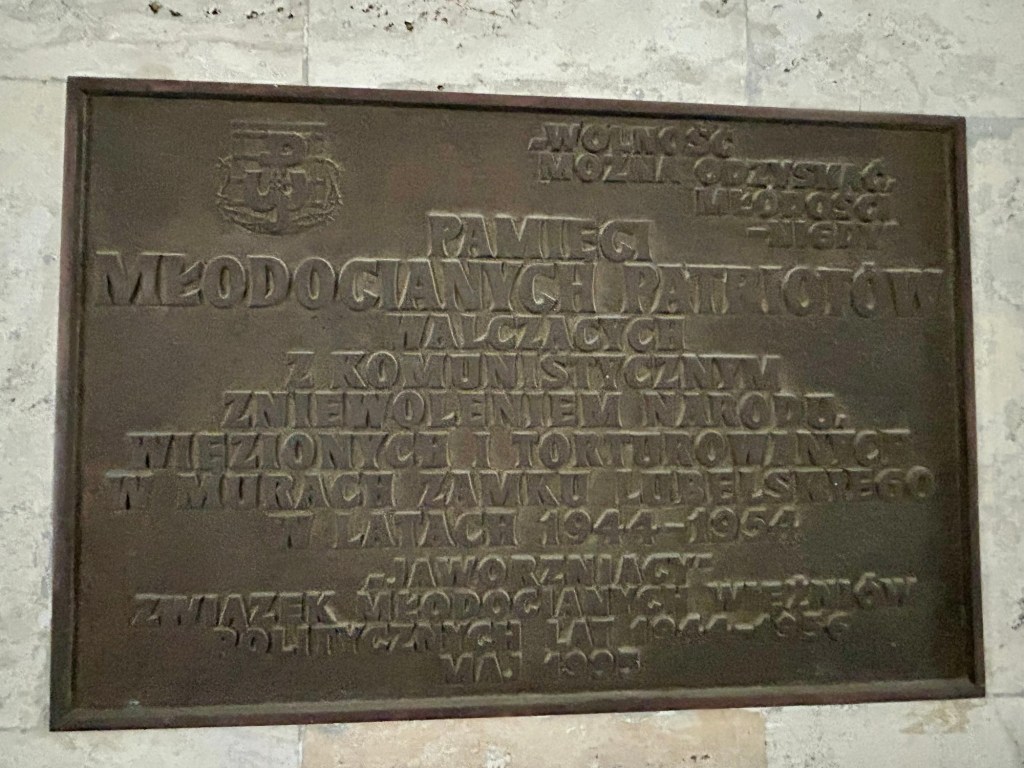 „WOLNOŚĆ
MOŻNA ODZYSKAĆ,
MŁODOŚCI
–NIGDY"
PAMIĘCI
MŁODOCIANYCH PATRIOTÓW
WALCZĄCYCH
Z KOMUNISTYCZNYM
ZNIEWOLENIEM NARODU,
WIĘZIONYCH I TORTUROWANYCH
W MURACH ZAMKU LUBELSKIEGO
W LATACH 1944–1954.
„JAWORZNIACY"
ZWIĄZEK MŁODOCIANYCH WIĘŹNIÓW
POLITYCZNYCH LAT 1944–1956
MAJ 1995